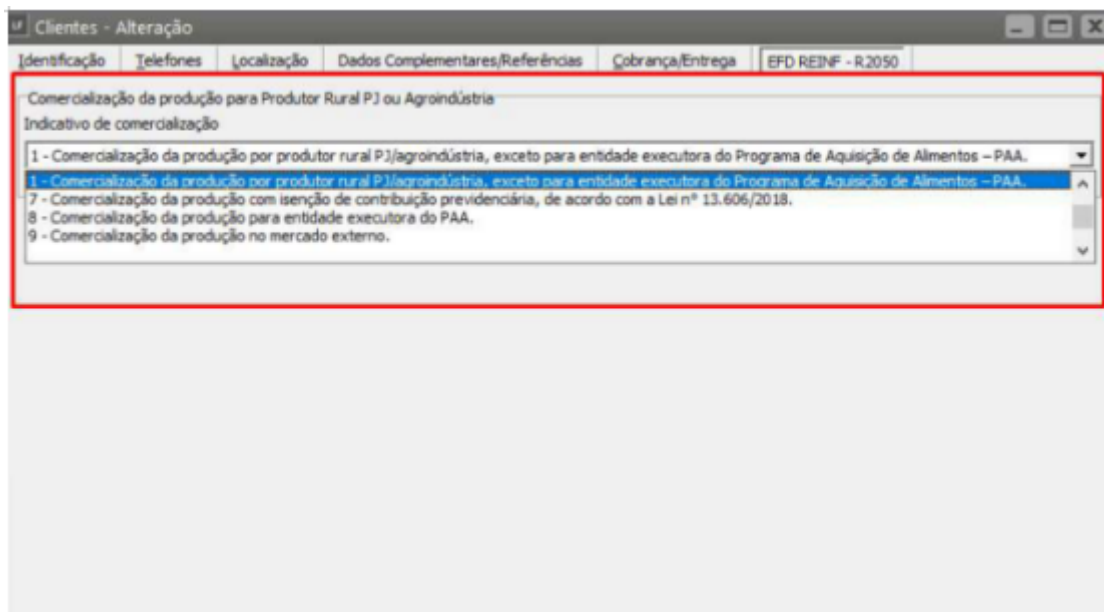 LF Clientes - Alteração
Identificação Telefones Localização Dados Complementares/Referências Cobrança/Entrega EFD REINF - R2050
Comercialização da produção para Produtor Rural PJ ou Agroindústria
Indicativo de comercialização
1 - Comercialização da produção por produtor rural PJ/agroindústria, exceto para entidade executora do Programa de Aquisição de Alimentos – PAA.
1 - Comercialização da produção por produtor rural PJ/agroindústria, exceto para entidade executora do Programa de Aquisição de Alimentos – PAA.
7 - Comercialização da produção com isenção de contribuição previdenciária, de acordo com a Lei n° 13.606/2018.
8 - Comercialização da produção para entidade executora do PAA.
9 - Comercialização da produção no mercado externo.